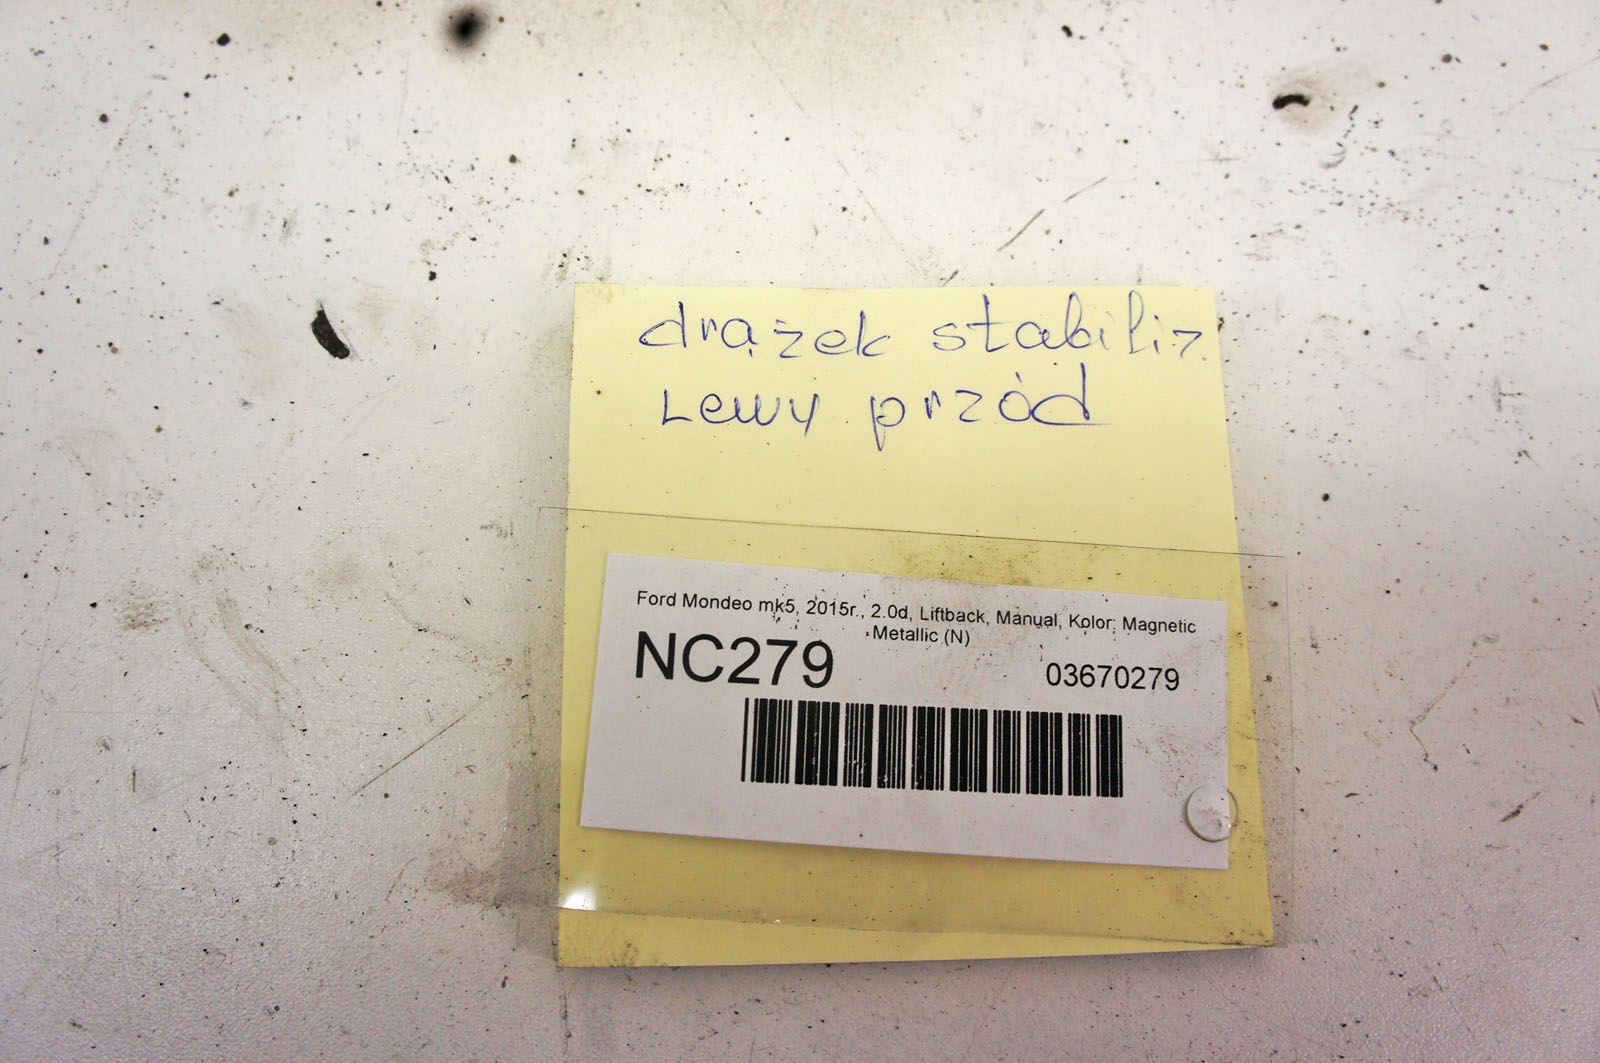 drążek stabiliz.
Lewy przód
Ford Mondeo mk5, 2015r., 2.0d, Liftback, Manual, Kolor: Magnetic
Metallic (N)
NC279
03670279